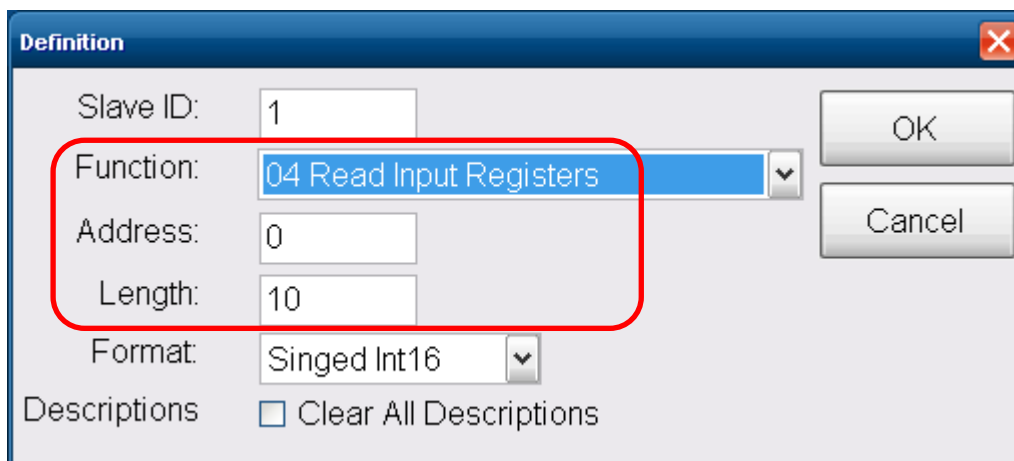 Definition
Slave ID: 1
OK
Function: 04 Read Input Registers
Address: 0
Cancel
Length: 10
Format: Singed Int16
Descriptions Clear All Descriptions